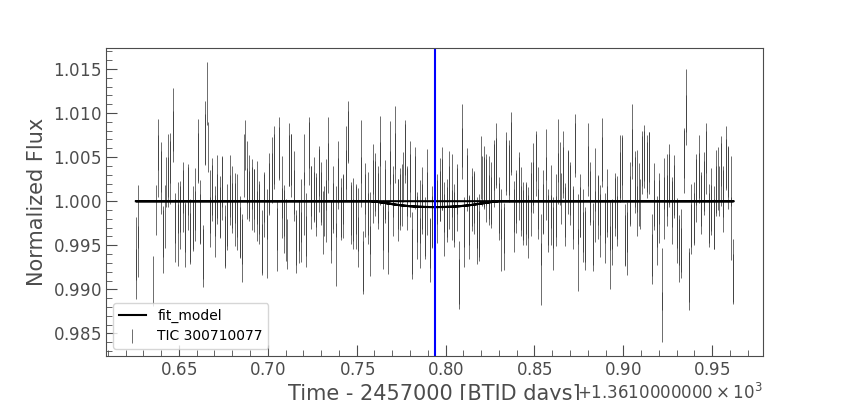 1.015
1.010
1.005
1.000
0.995
0.990
0.985
Normalized Flux
fit_model
TIC 300710077
0.65 0.70 0.75 0.80 0.85 0.90 0.95
Time - 2457000 [BTJD days]
+1.3610000000 × 10³